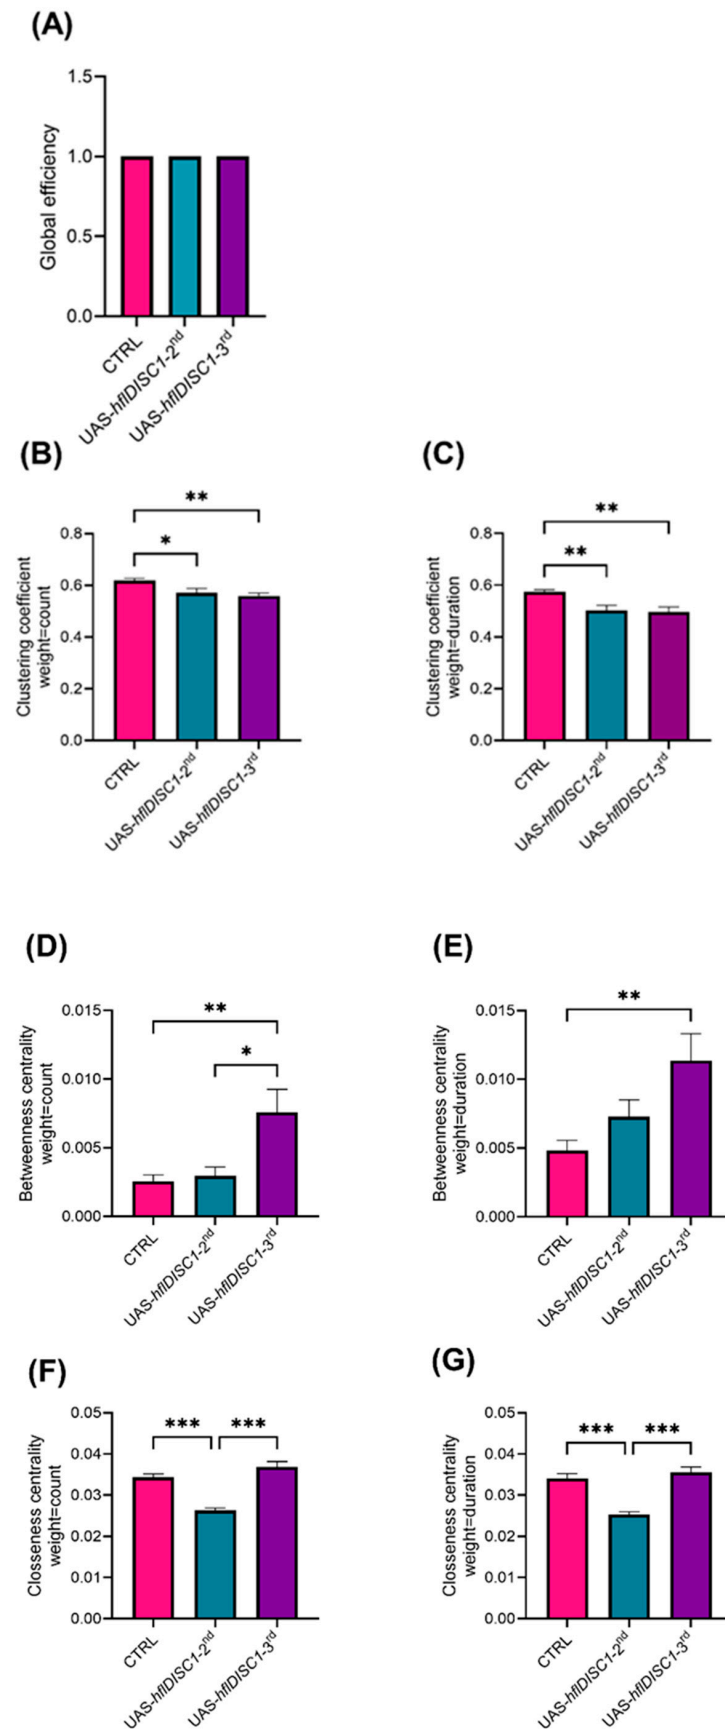 (A)
Global efficiency
1.5
1.0
0.5
0.0
CTRL
UAS-hflDISC1-2nd
UAS-hflDISC1-3rd
(B)
Clustering coefficient
weight=count
0.8
0.6
0.4
0.2
0.0
**
*
CTRL
UAS-hflDISC1-2nd
UAS-hflDISC1-3rd
(C)
Clustering coefficient
weight=duration
0.8
0.6
0.4
0.2
0.0
**
**
CTRL
UAS-hflDISC1-2nd
UAS-hflDISC1-3rd
(D)
Betweenness centrality
weight=count
0.015
0.010
0.005
0.000
**
*
CTRL
UAS-hflDISC1-2nd
UAS-hflDISC1-3rd
(E)
Betweenness centrality
weight=duration
0.015
0.010
0.005
0.000
**
CTRL
UAS-hflDISC1-2nd
UAS-hflDISC1-3rd
(F)
Closseness centrality
weight=count
0.05
0.04
0.03
0.02
0.01
0.00
*** ***
CTRL
UAS-hflDISC1-2nd
UAS-hflDISC1-3rd
(G)
Closseness centrality
weight=duration
0.05
0.04
0.03
0.02
0.01
0.00
*** ***
CTRL
UAS-hflDISC1-2nd
UAS-hflDISC1-3rd